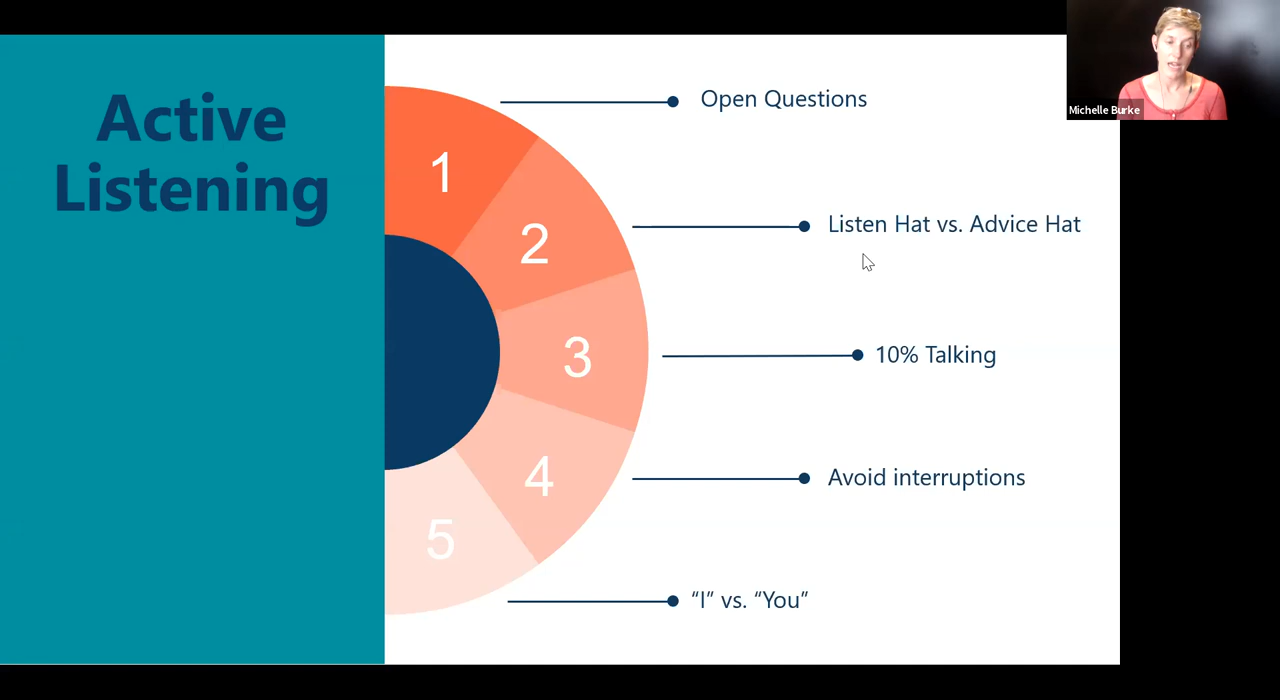 Active
Listening
1
Open Questions
2
Listen Hat vs. Advice Hat
3
10% Talking
4
Avoid interruptions
5
“I” vs. “You”
Michelle Burke